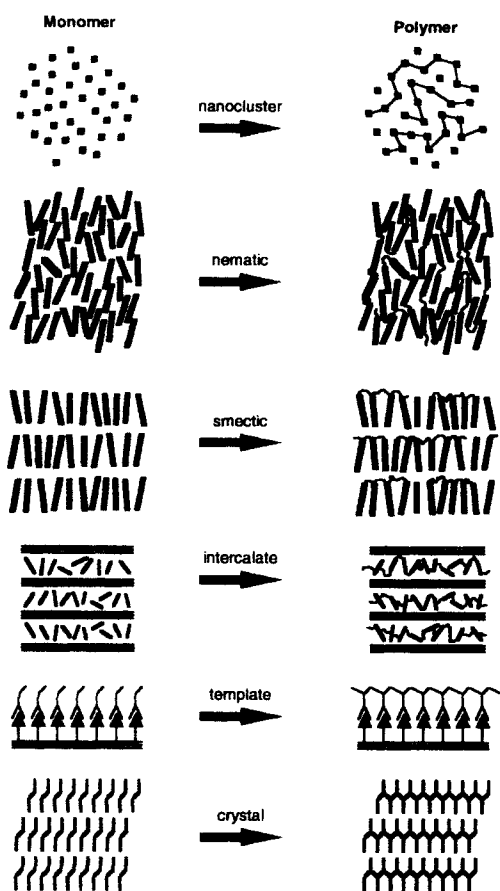 Monomer
Polymer
nanocluster
nematic
smectic
intercalate
template
crystal